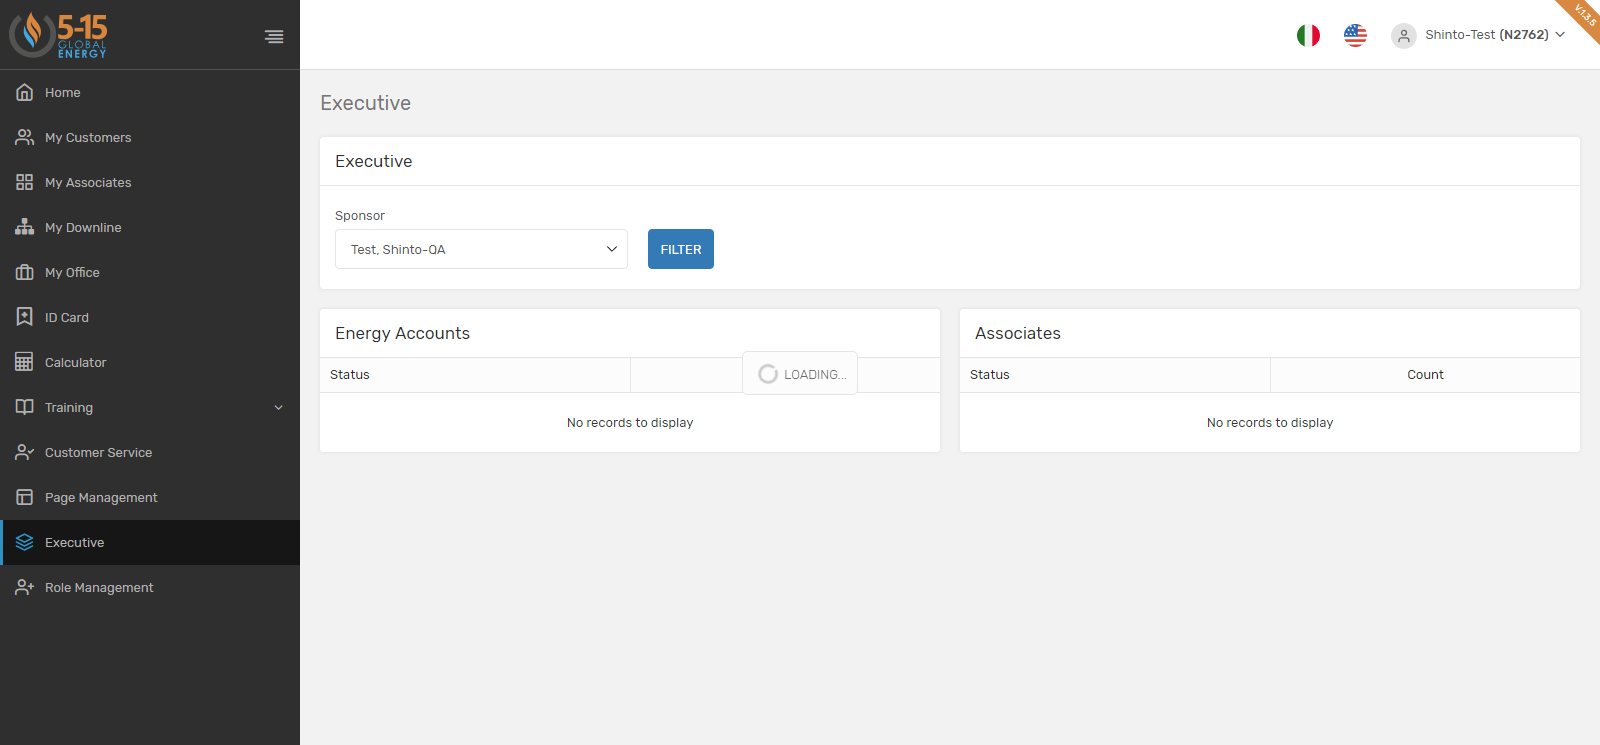 5-15
GLOBAL
ENERGY
Shinto-Test (N2762)
V.1.3.5
Home
My Customers
My Associates
My Downline
My Office
ID Card
Calculator
Training
Customer Service
Page Management
Executive
Role Management
Executive
Executive
Sponsor
Test, Shinto-QA
FILTER
Energy Accounts
Status
LOADING...
No records to display
Associates
Status Count
No records to display